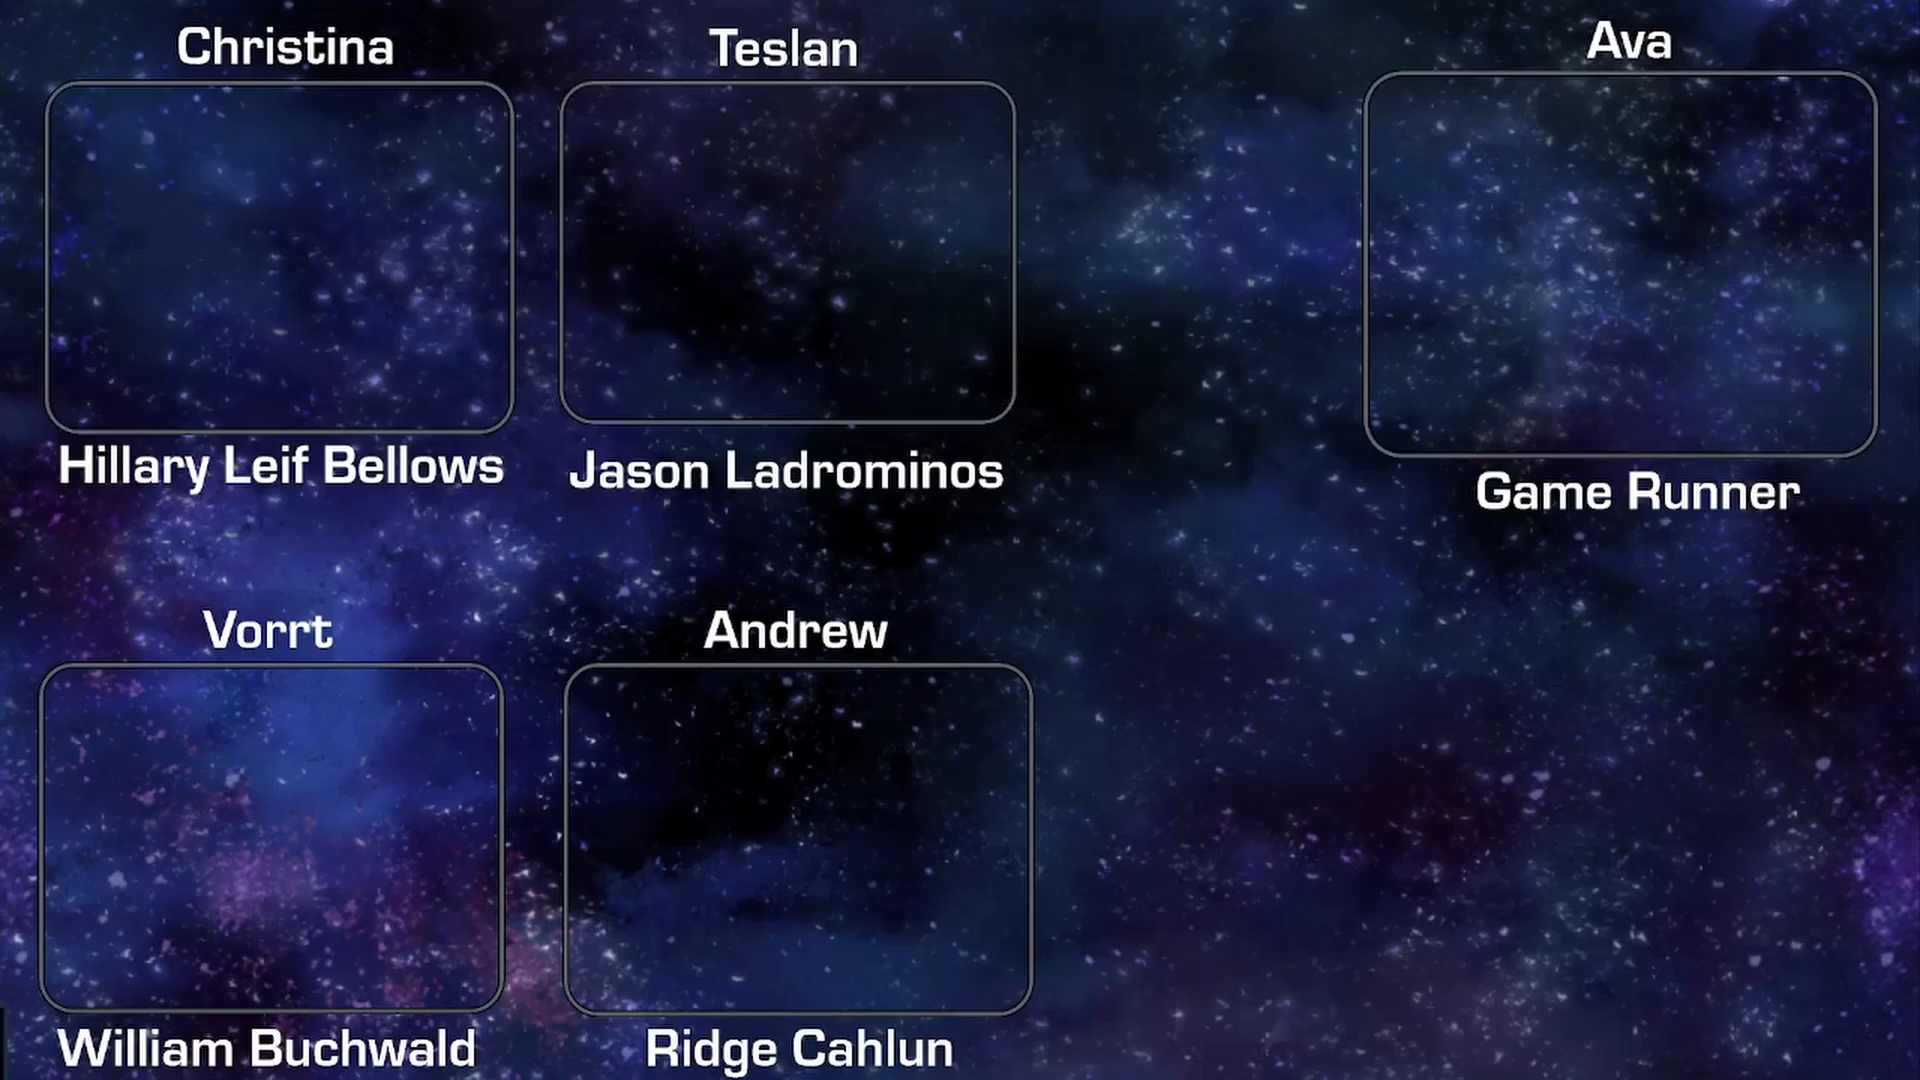 Christina
Teslan
Ava
Hillary Leif Bellows
Jason Ladrominos
Game Runner
Vorrt
Andrew
William Buchwald
Ridge Cahlun